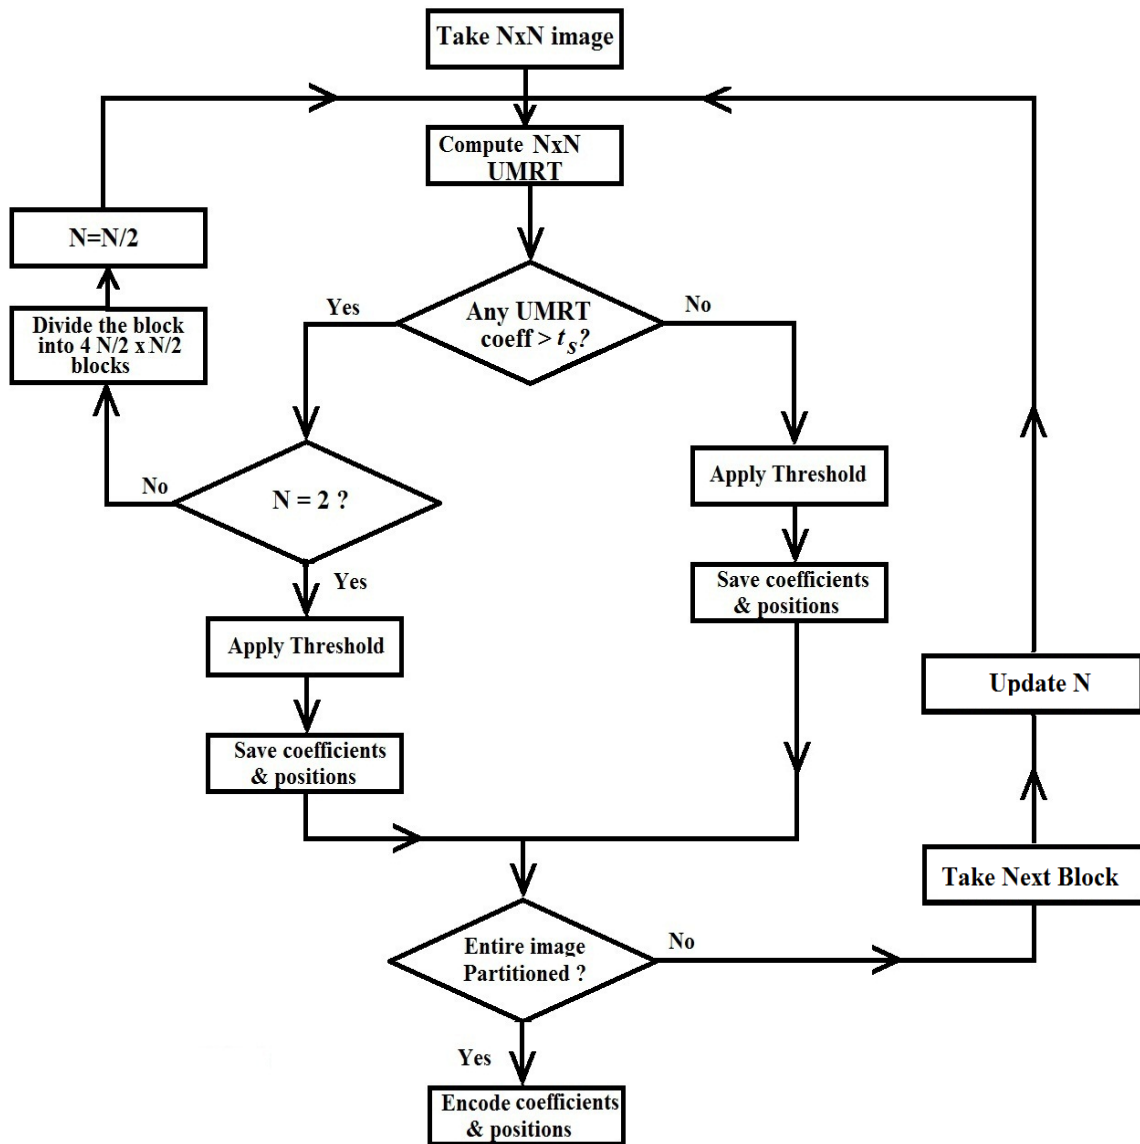 Take NxN image
Compute NxN
UMRT
N=N/2
Divide the block
into 4 N/2 x N/2
blocks
Yes
Any UMRT
coeff > t_s?
No
No
N = 2 ?
Yes
Apply Threshold
Save coefficients
& positions
Apply Threshold
Save coefficients
& positions
Update N
Take Next Block
Entire image
Partitioned ?
No
Yes
Encode coefficients
& positions